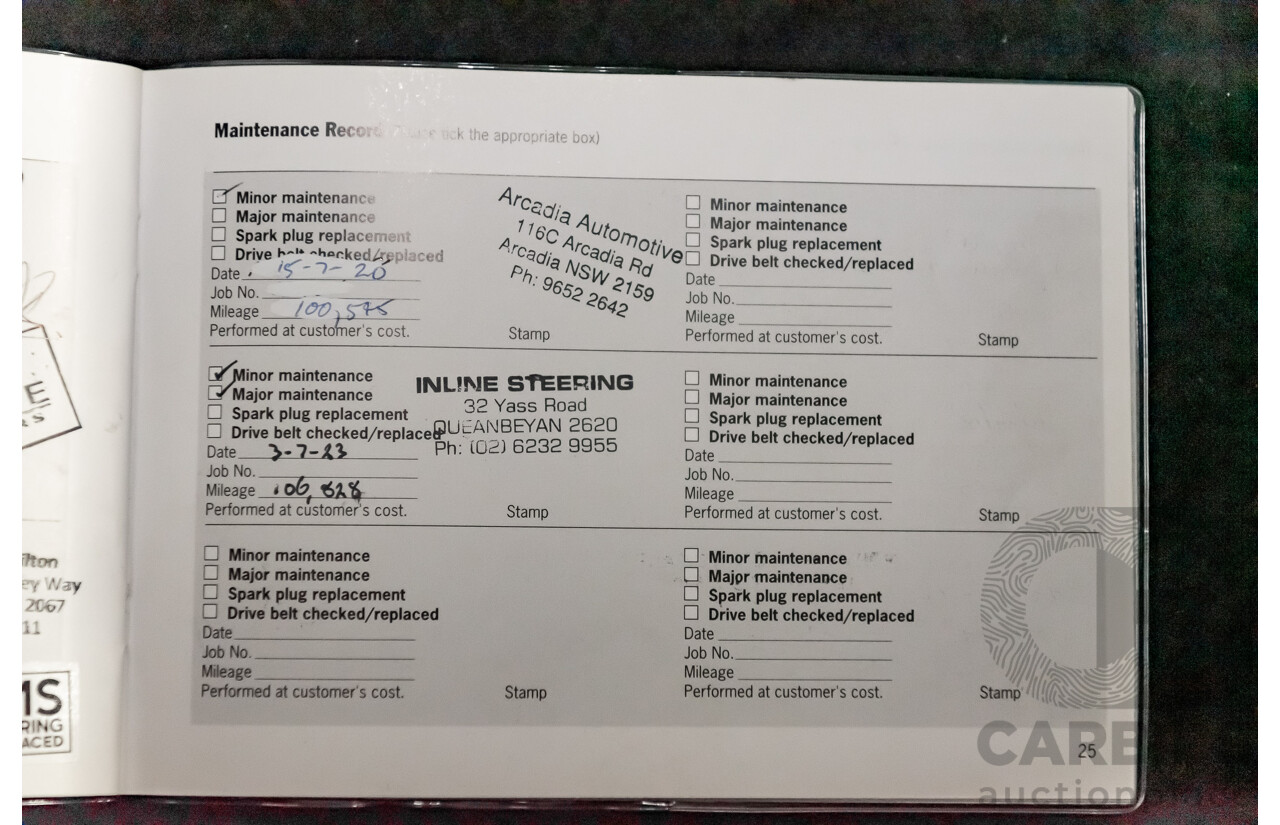 Maintenance Record tick the appropriate box)
Minor maintenance
Major maintenance
Spark plug replacement
Drive belt checked/replaced
Date 15-7-20
Job No.
Mileage 100,575
Performed at customer's cost.
Arcadia Automotive
116C Arcadia Rd
Arcadia NSW 2159
Ph: 9652 2642
Stamp
Minor maintenance
Major maintenance
Spark plug replacement
Drive belt checked/replaced
Date
Job No.
Mileage
Performed at customer's cost.
Stamp
Minor maintenance
Major maintenance
Spark plug replacement
Drive belt checked/replaced
Date 3-7-23
Job No.
Mileage 106,828
Performed at customer's cost.
INLINE STEERING
32 Yass Road
QUEANBEYAN 2620
Ph: (02) 6232 9955
Stamp
Minor maintenance
Major maintenance
Spark plug replacement
Drive belt checked/replaced
Date
Job No.
Mileage
Performed at customer's cost.
Stamp
Minor maintenance
Major maintenance
Spark plug replacement
Drive belt checked/replaced
Date
Job No.
Mileage
Performed at customer's cost.
Stamp
Minor maintenance
Major maintenance
Spark plug replacement
Drive belt checked/replaced
Date
Job No.
Mileage
Performed at customer's cost.
Stamp
25
Way
2067
11